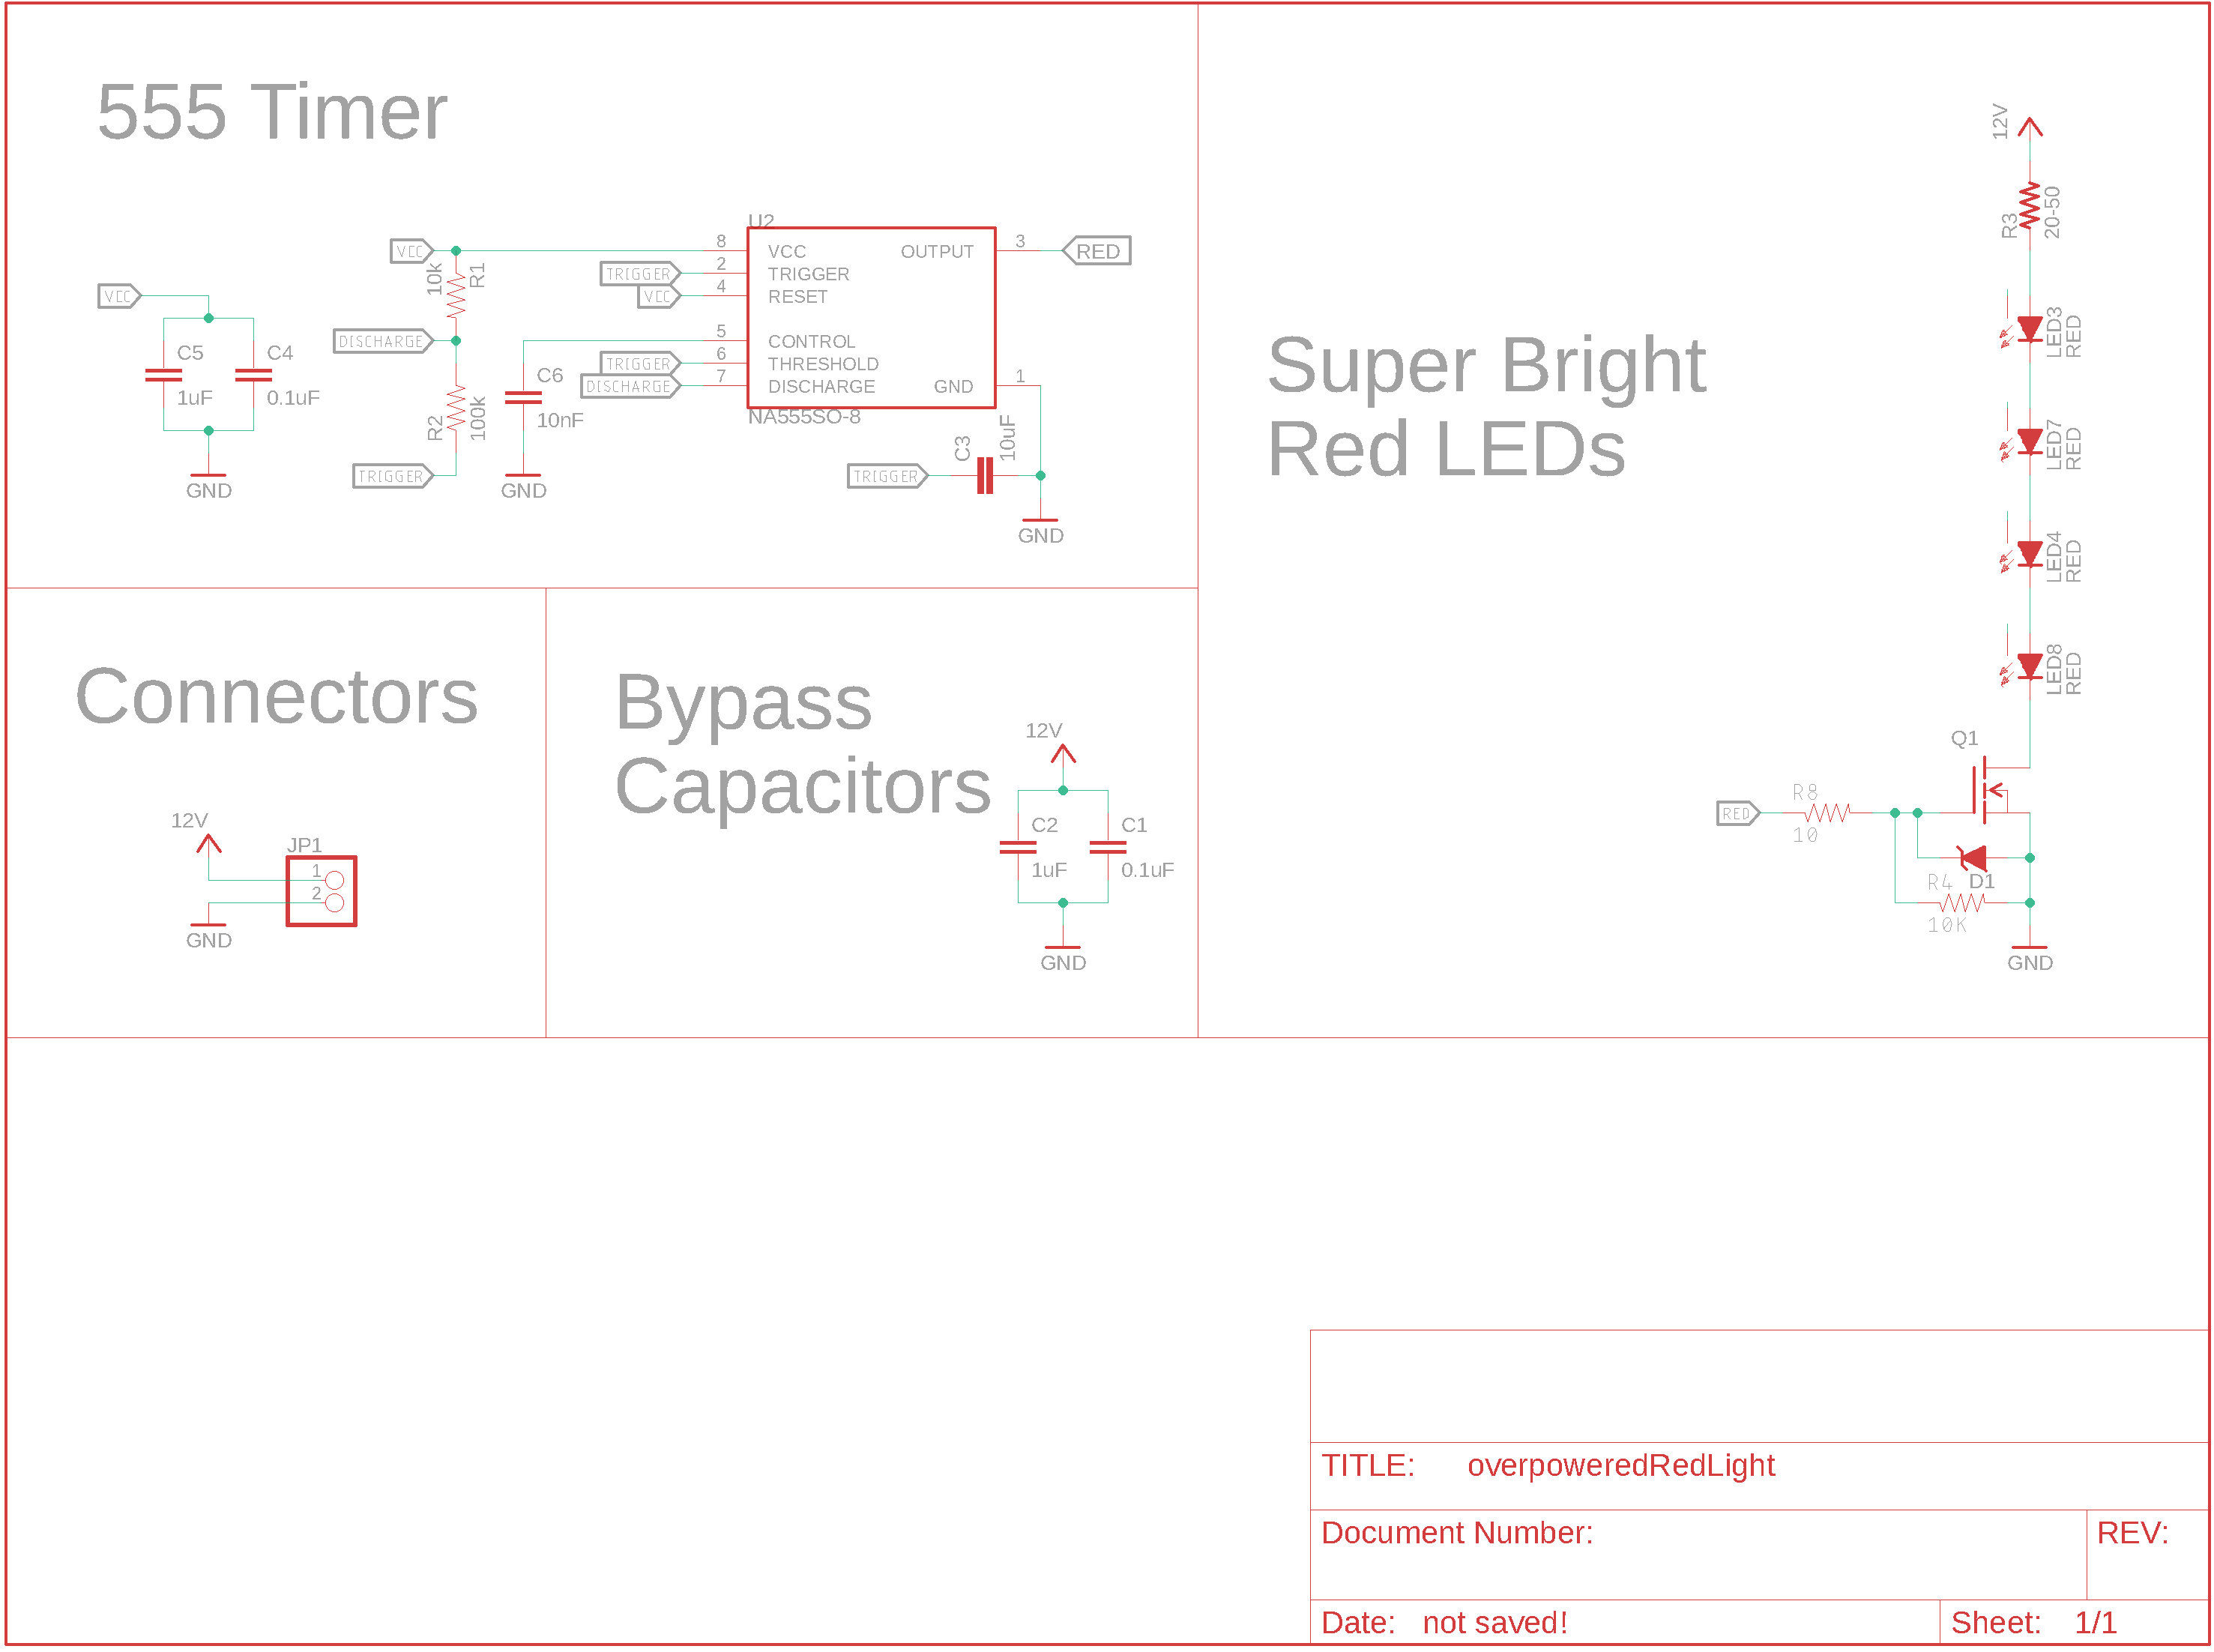 555 Timer
VCC
C5
1uF
C4
0.1uF
GND
VCC
10k
R1
DISCHARGE
R2
100k
TRIGGER
C6
10nF
GND
U2
8 VCC
TRIGGER 2 TRIGGER
VCC 4 RESET
5 CONTROL
TRIGGER 6 THRESHOLD
DISCHARGE 7 DISCHARGE
OUTPUT 3 RED
GND 1
NA555SO-8
TRIGGER
C3
10uF
GND
Super Bright
Red LEDs
12V
R3
20-50
LED3
RED
LED7
RED
LED4
RED
LED8
RED
Q1
RED
R8
10
D1
R4
10K
GND
Connectors
12V
JP1
1
2
GND
Bypass
Capacitors
12V
C2
1uF
C1
0.1uF
GND
TITLE: overpoweredRedLight
Document Number:
REV:
Date: not saved!
Sheet: 1/1